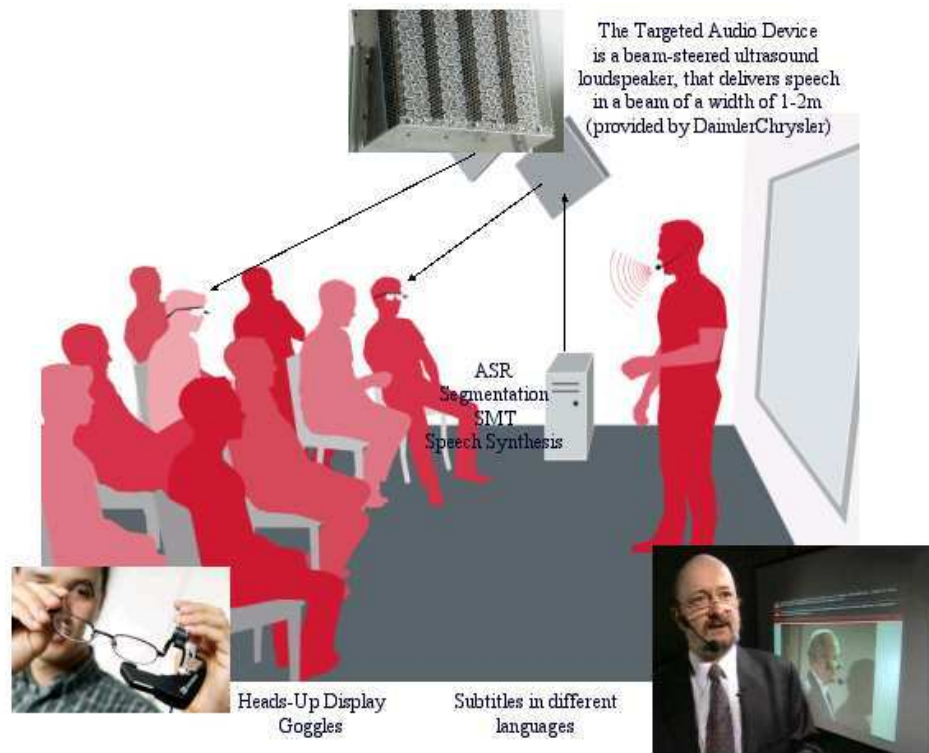 The Targeted Audio Device
is a beam-steered ultrasound
loudspeaker, that delivers speech
in a beam of a width of 1-2m
(provided by DaimlerChrysler)
ASR
Segmentation
SMT
Speech Synthesis
Heads-Up Display
Goggles
Subtitles in different
languages